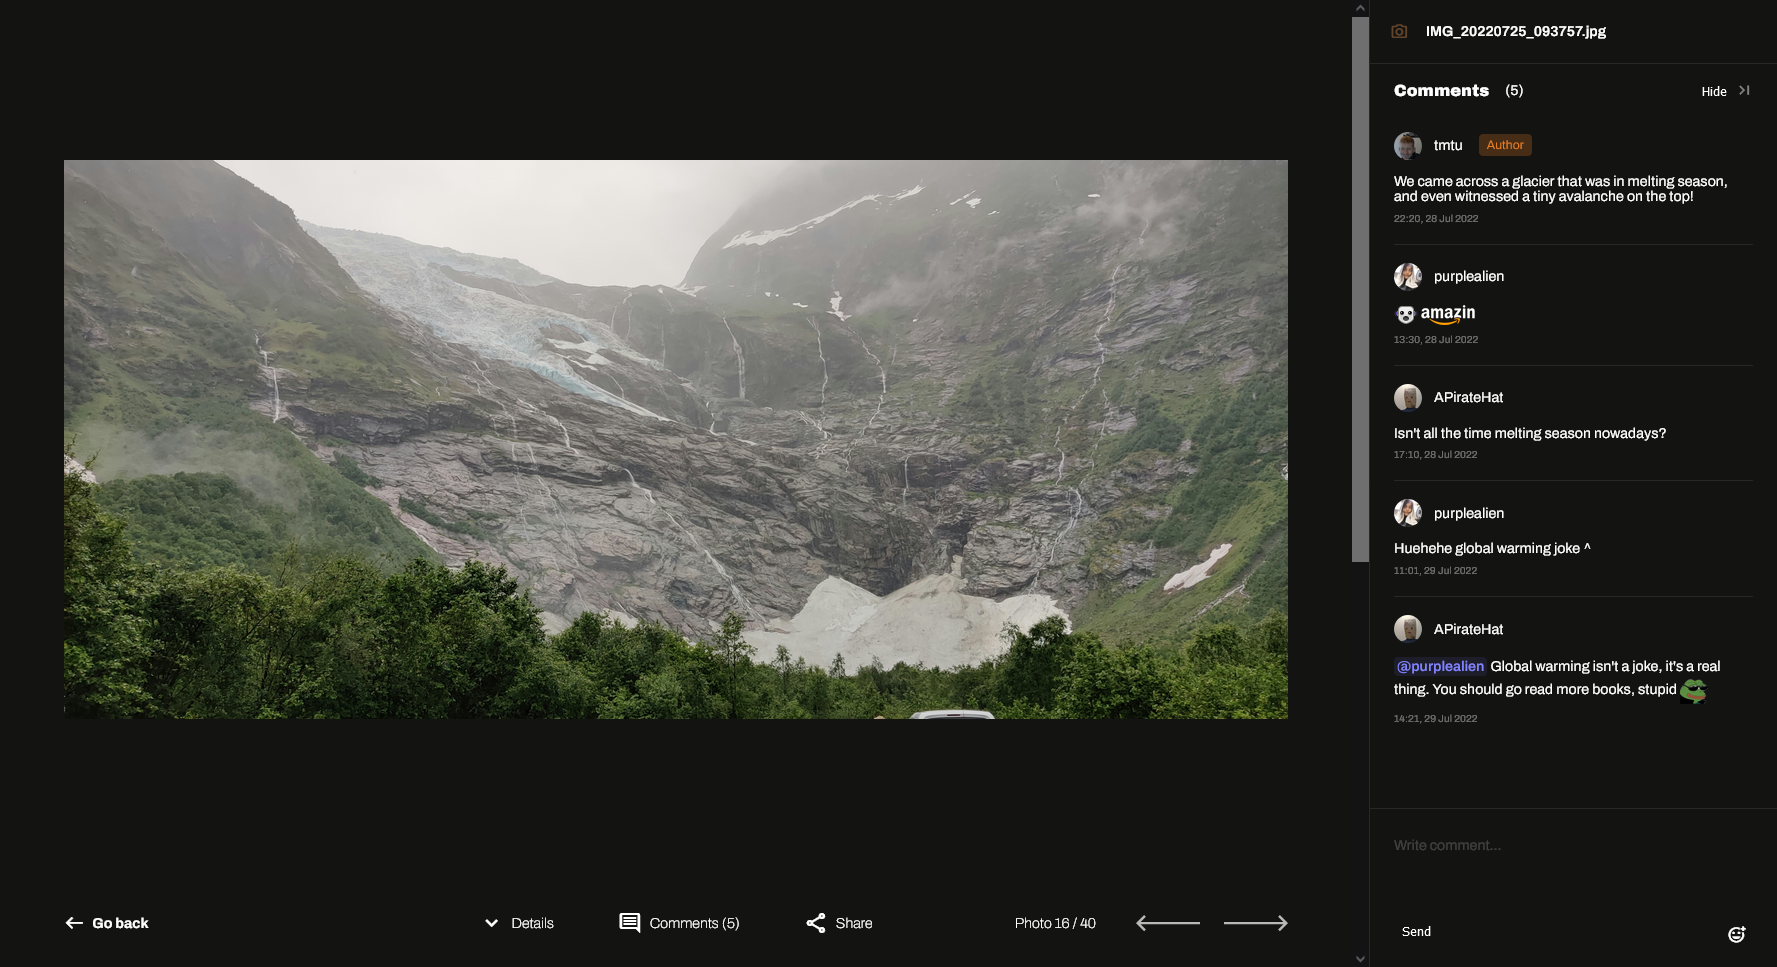 IMG_20220725_093757.jpg
Comments (5)
Hide
tmtu Author
We came across a glacier that was in melting season,
and even witnessed a tiny avalanche on the top!
22:20, 28 Jul 2022
purplealien
amazin
13:30, 28 Jul 2022
APirateHat
Isn't all the time melting season nowadays?
17:10, 28 Jul 2022
purplealien
Huehehe global warming joke ^
11:01, 29 Jul 2022
APirateHat
@purplealien Global warming isn't a joke, it's a real
thing. You should go read more books, stupid
14:21, 29 Jul 2022
Write comment...
Send
Go back
Details
Comments (5)
Share
Photo 16 / 40